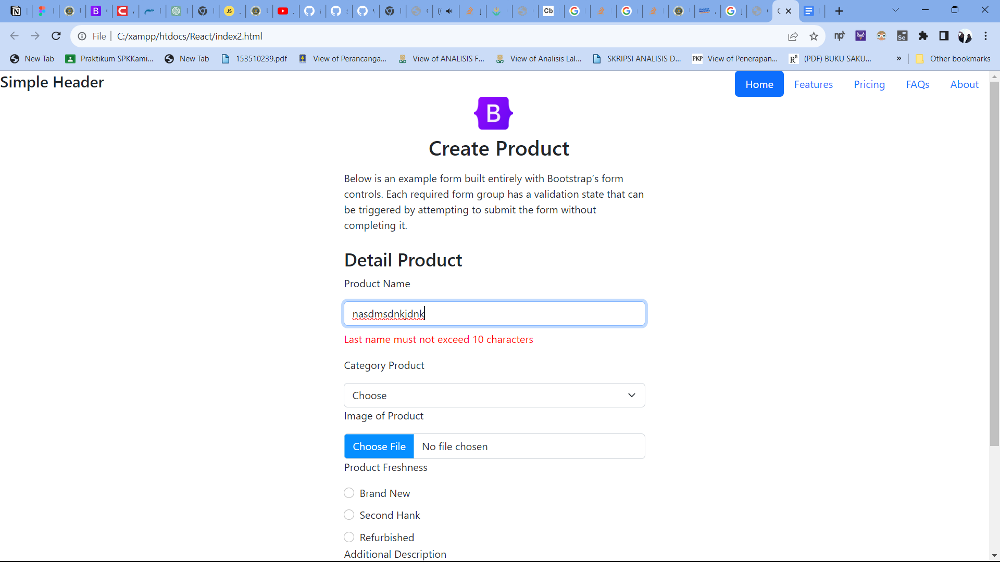 File C:/xampp/htdocs/React/index2.html
New Tab Praktikum SPKKami... New Tab 153510239.pdf View of Perancanga... View of ANALISIS F... View of Analisis Lal... SKRIPSI ANALISIS D... PKP View of Penerapan... (PDF) BUKU SAKU... » Other bookmarks
Simple Header
Home Features Pricing FAQs About
B
Create Product
Below is an example form built entirely with Bootstrap's form
controls. Each required form group has a validation state that can
be triggered by attempting to submit the form without
completing it.
Detail Product
Product Name
nasdmsdnkjdnk
Last name must not exceed 10 characters
Category Product
Choose
Image of Product
Choose File No file chosen
Product Freshness
Brand New
Second Hank
Refurbished
Additional Description